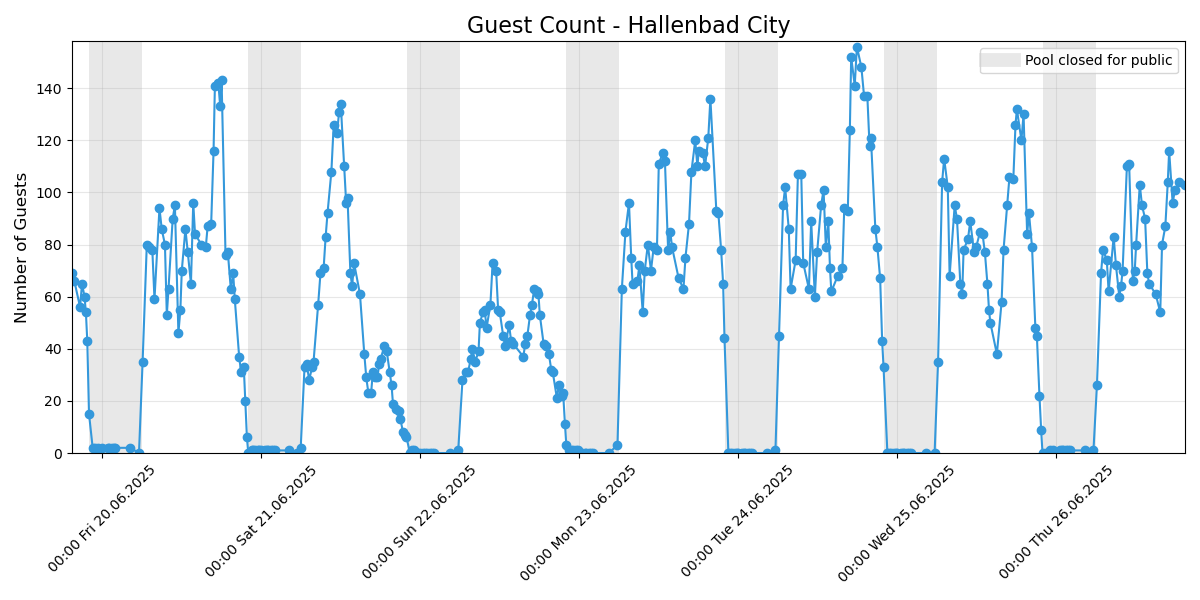 Guest Count - Hallenbad City
Pool closed for public
Number of Guests
140
120
100
80
60
40
20
0
00:00 Fri 20.06.2025
00:00 Sat 21.06.2025
00:00 Sun 22.06.2025
00:00 Mon 23.06.2025
00:00 Tue 24.06.2025
00:00 Wed 25.06.2025
00:00 Thu 26.06.2025